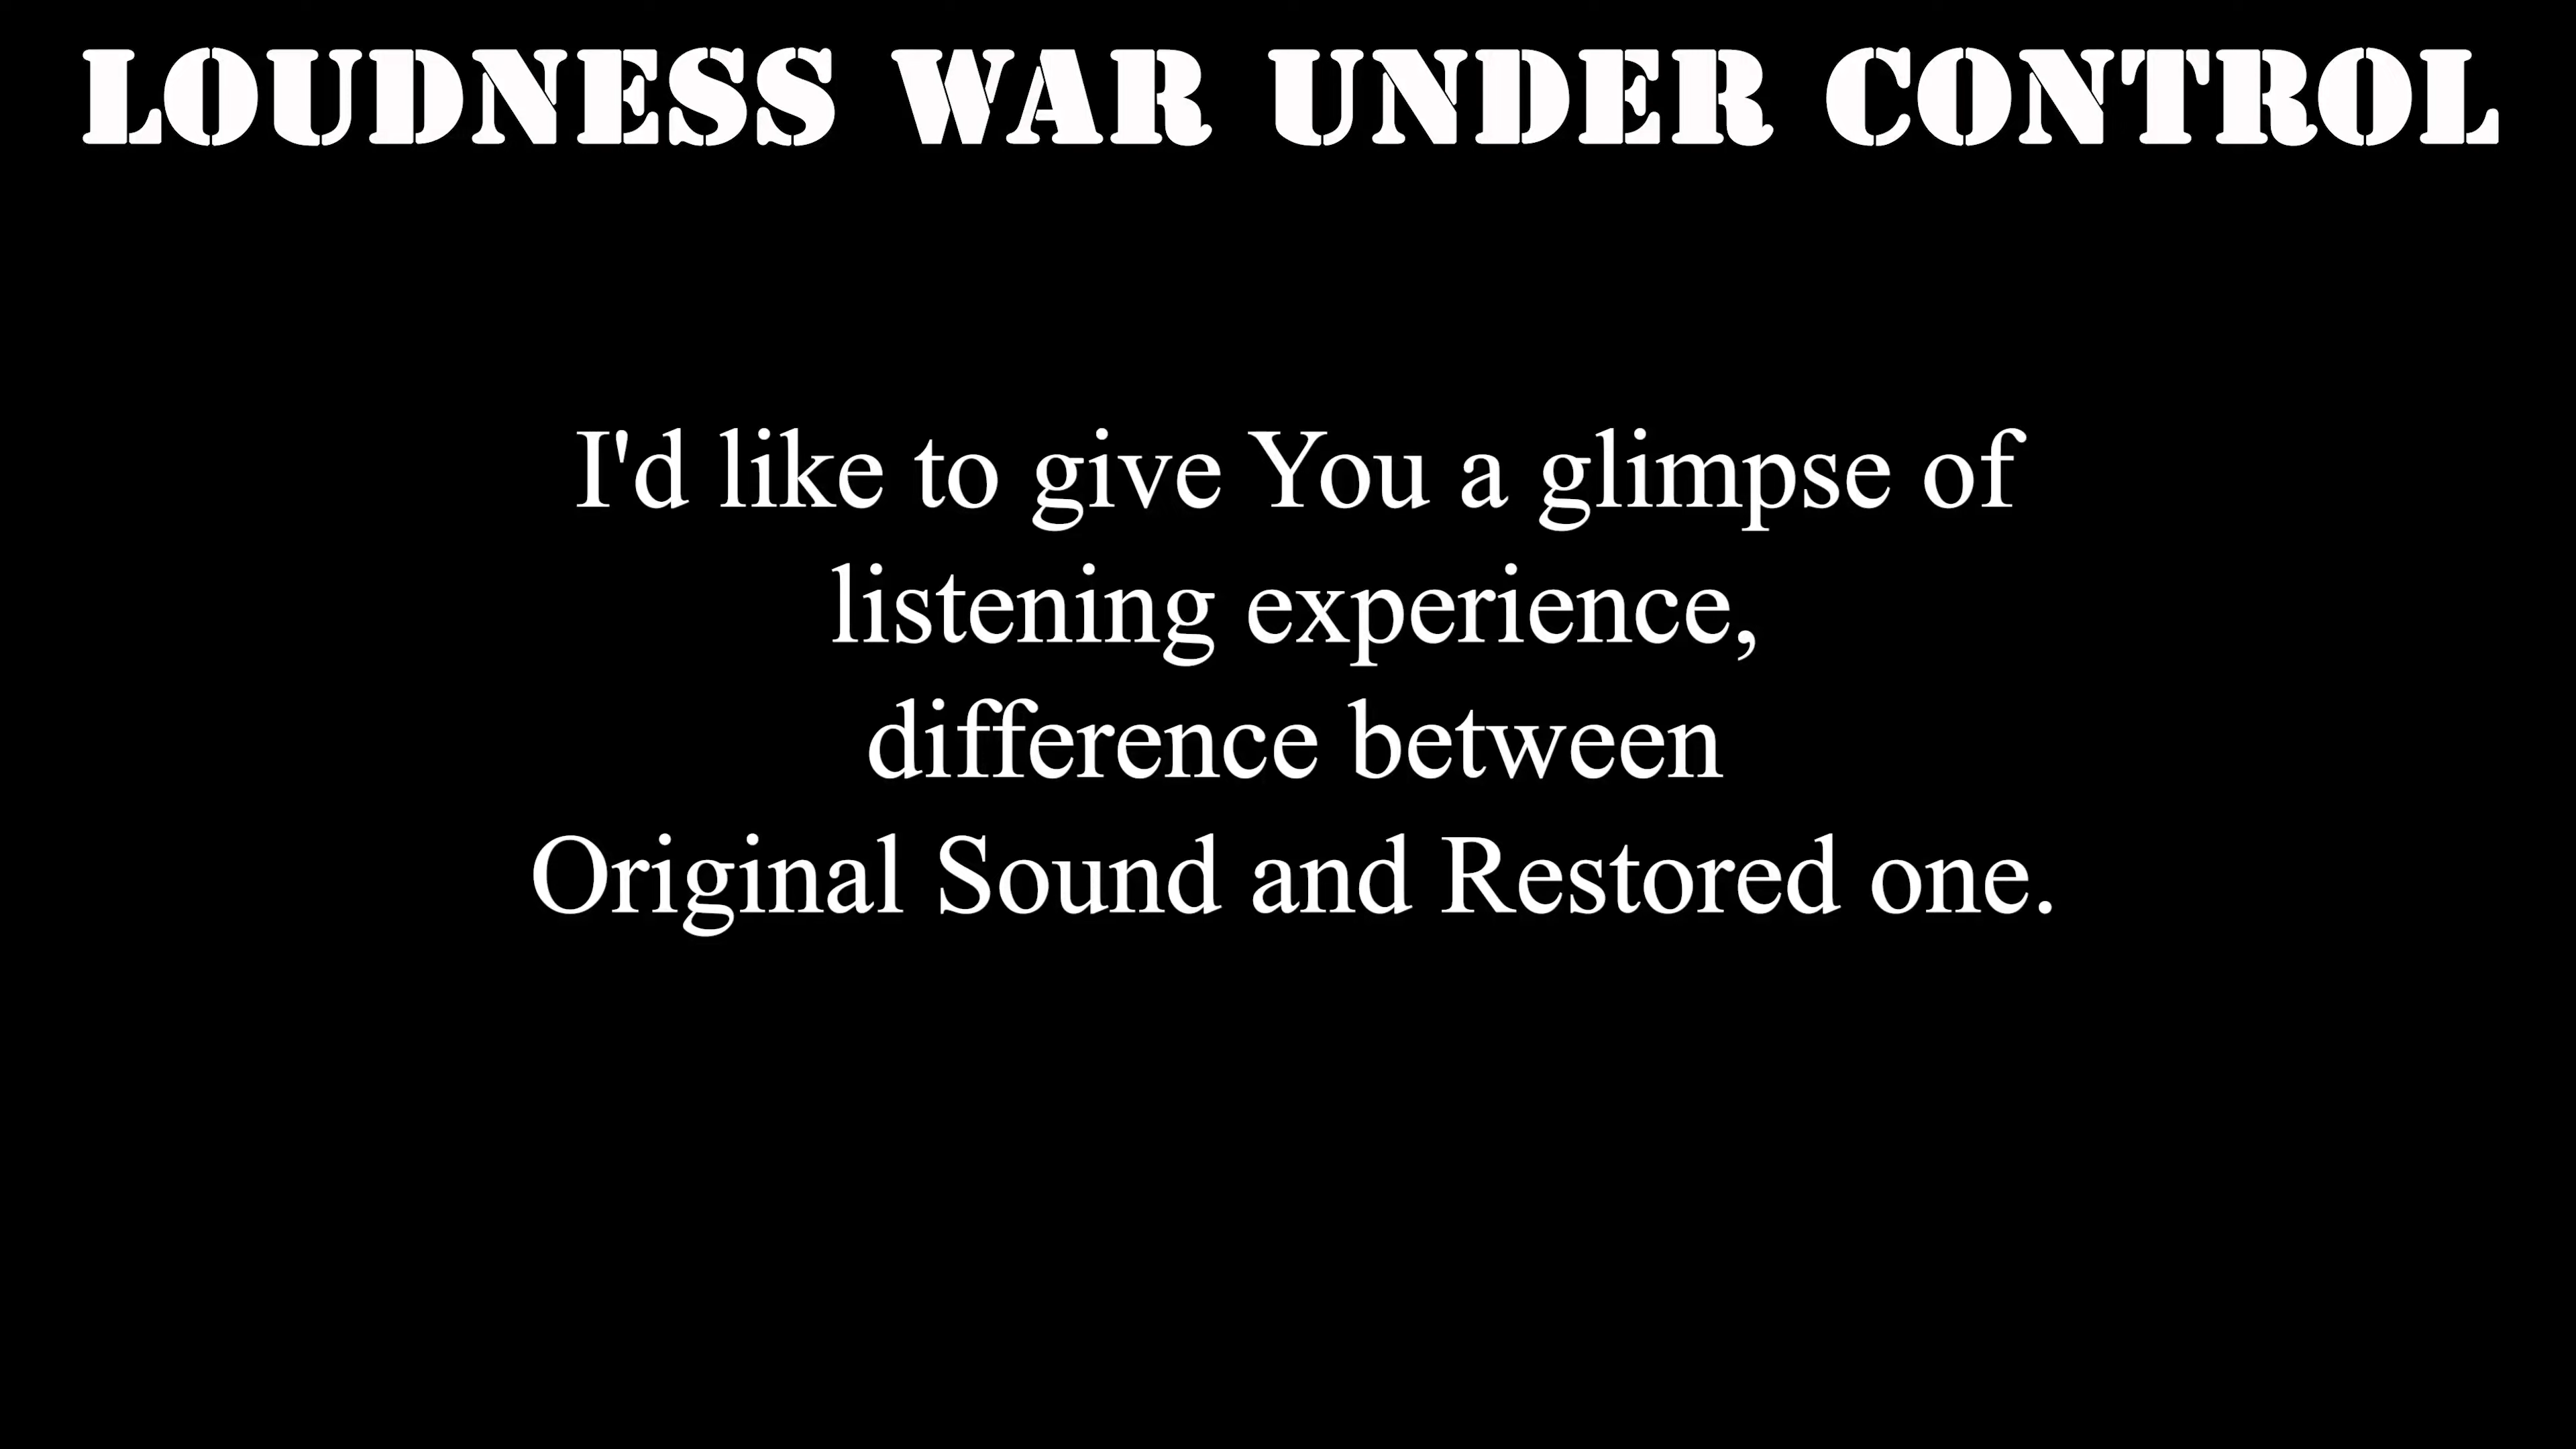 LOUDNESS WAR UNDER CONTROL
I'd like to give You a glimpse of
listening experience,
difference between
Original Sound and Restored one.